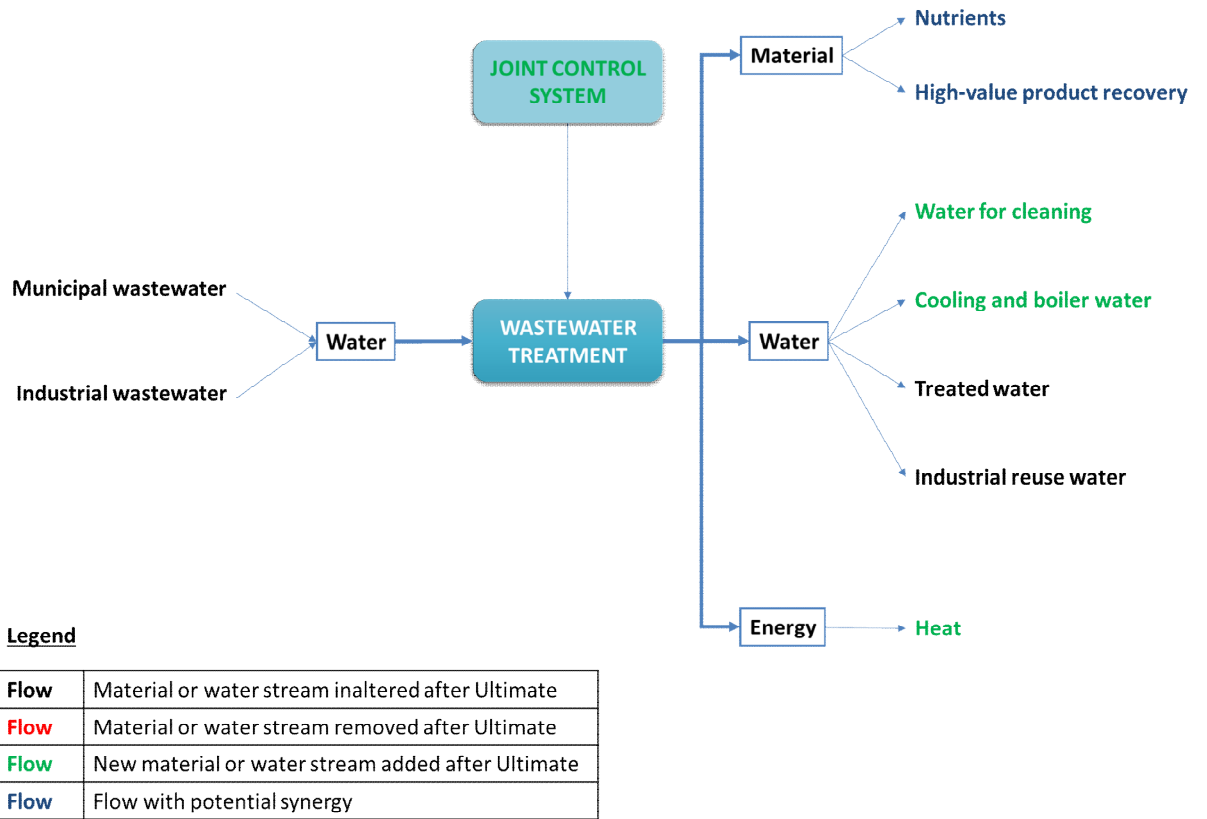 Nutrients
JOINT CONTROL
SYSTEM
Material
High-value product recovery
Water for cleaning
Municipal wastewater
Cooling and boiler water
WASTEWATER
TREATMENT
Water
Water
Industrial wastewater
Treated water
Industrial reuse water
Energy
Heat
Legend
Flow Material or water stream inaltered after Ultimate
Flow Material or water stream removed after Ultimate
Flow New material or water stream added after Ultimate
Flow Flow with potential synergy